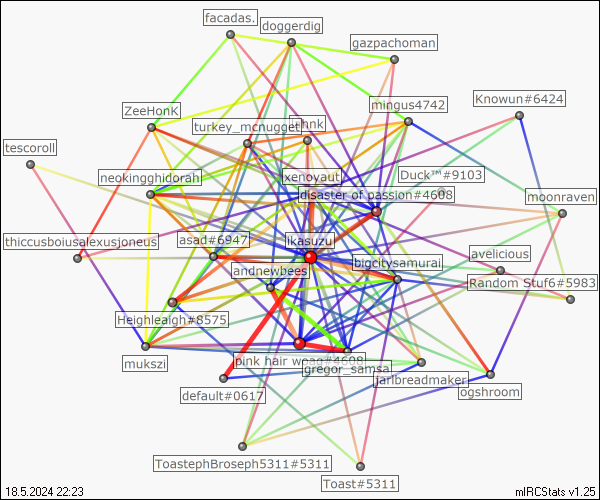 facadas.
doggerdig
gazpachoman
Knowun#6424
mingus4742
ZeeHonK
turkey_mcnugget
tescoroll
xenoyaut
Duck™#9103
neokingghidorah
disaster of passion#4608
moonraven
thiccusboiusalexusjoneus
asad#6947
ikasuzu
avelicious
bigcitysamurai
andnewbees
Random Stuf6#5983
Heighleaigh#8575
mukszi
pink hair woag#4608
gregor_samsa
jarlbreadmaker
default#0617
ogshroom
ToastephBroseph5311#5311
Toast#5311
18.5.2024 22:23
mIRCStats v1.25